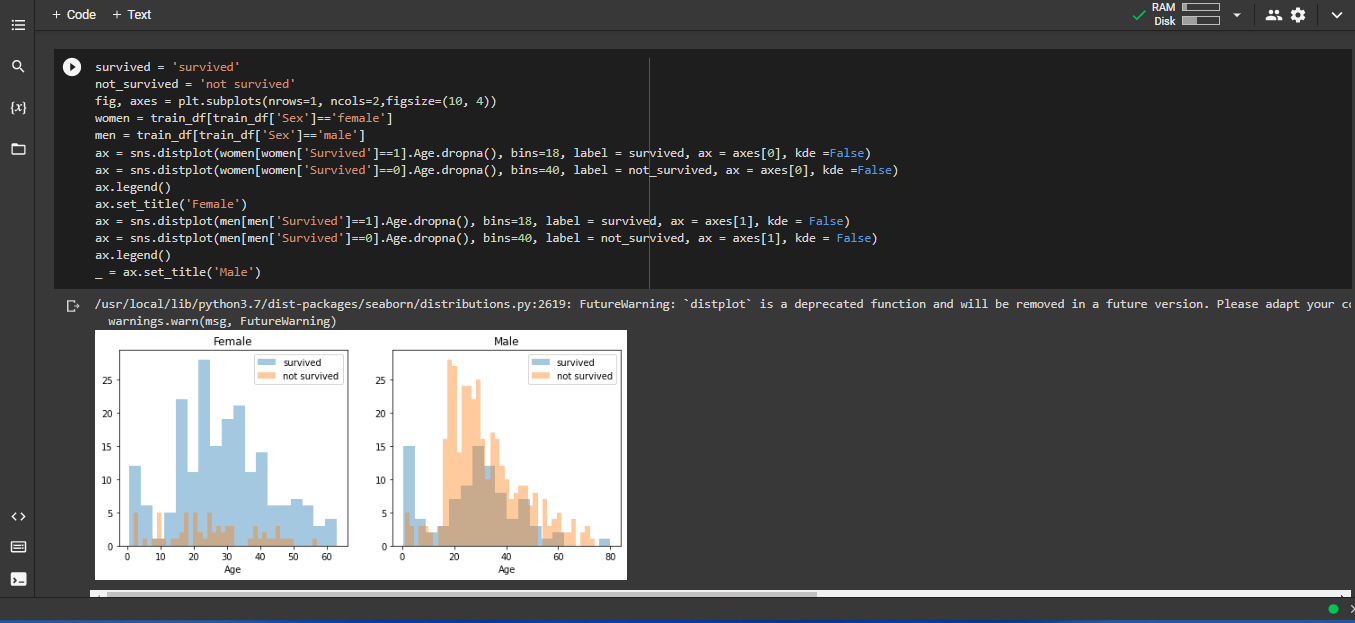 + Code + Text
RAM
Disk
{x}
survived = 'survived'
not_survived = 'not survived'
fig, axes = plt.subplots(nrows=1, ncols=2,figsize=(10, 4))
women = train_df[train_df['Sex']=='female']
men = train_df[train_df['Sex']=='male']
ax = sns.distplot(women[women['Survived']==1].Age.dropna(), bins=18, label = survived, ax = axes[0], kde =False)
ax = sns.distplot(women[women['Survived']==0].Age.dropna(), bins=40, label = not_survived, ax = axes[0], kde =False)
ax.legend()
ax.set_title('Female')
ax = sns.distplot(men[men['Survived']==1].Age.dropna(), bins=18, label = survived, ax = axes[1], kde = False)
ax = sns.distplot(men[men['Survived']==0].Age.dropna(), bins=40, label = not_survived, ax = axes[1], kde = False)
ax.legend()
_ = ax.set_title('Male')
/usr/local/lib/python3.7/dist-packages/seaborn/distributions.py:2619: FutureWarning: `distplot` is a deprecated function and will be removed in a future version. Please adapt your
warnings.warn(msg, FutureWarning)
Female
survived
not survived
25
20
15
10
5
0
0 10 20 30 40 50 60
Age
Male
survived
not survived
25
20
15
10
5
0
0 20 40 60 80
Age